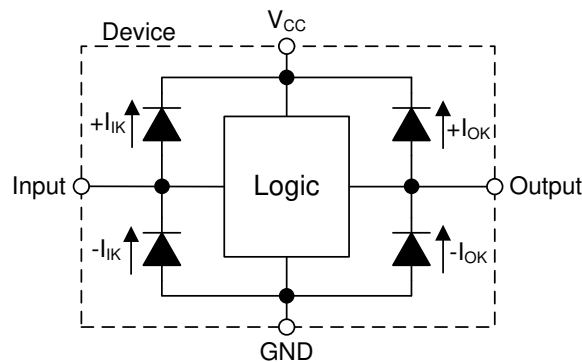 Device
V_CC
+I_IK
+I_OK
Input
Logic
Output
-I_IK
-I_OK
GND